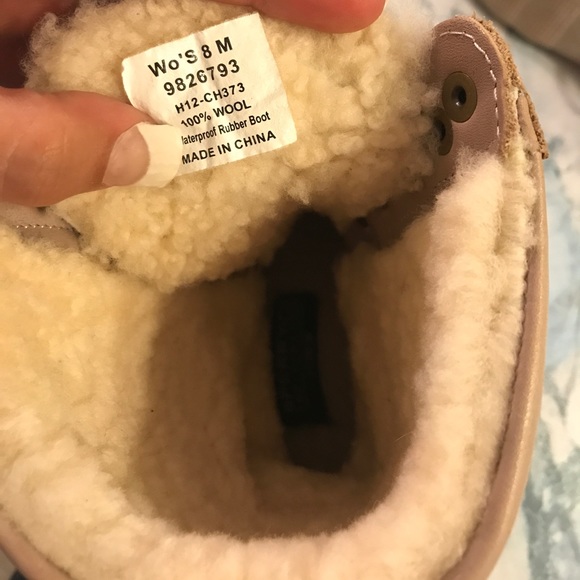 Wo'S 8 M
9826793
H12-CH373
100% WOOL
Rubber Boot
MADE IN CHINA